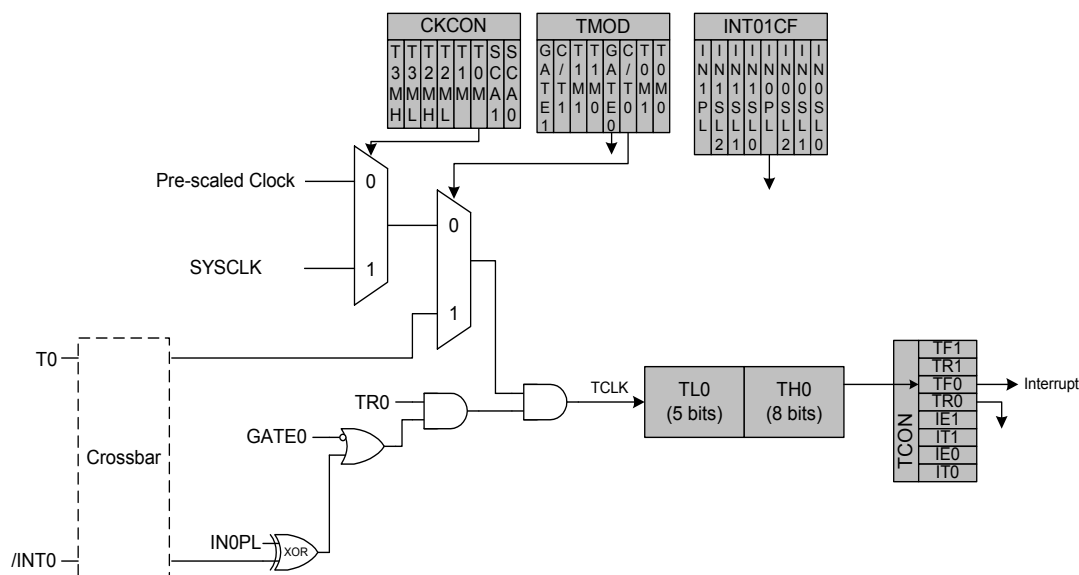 CKCON
TMOD
INT01CF
T3MH
T3ML
T2MH
T2ML
T1M
T0M
SCA1
SCA0
GATE1
C/T1
T1M1
T1M0
GATE0
C/T0
T0M1
T0M0
IN1PL
IN1SL2
IN1SL1
IN1SL0
IN0PL
IN0SL2
IN0SL1
IN0SL0
Pre-scaled Clock
0
SYSCLK
1
0
1
T0
Crossbar
/INT0
TR0
GATE0
IN0PL
XOR
TCLK
TL0
(5 bits)
TH0
(8 bits)
TCON
TF1
TR1
TF0
TR0
IE1
IT1
IE0
IT0
Interrupt